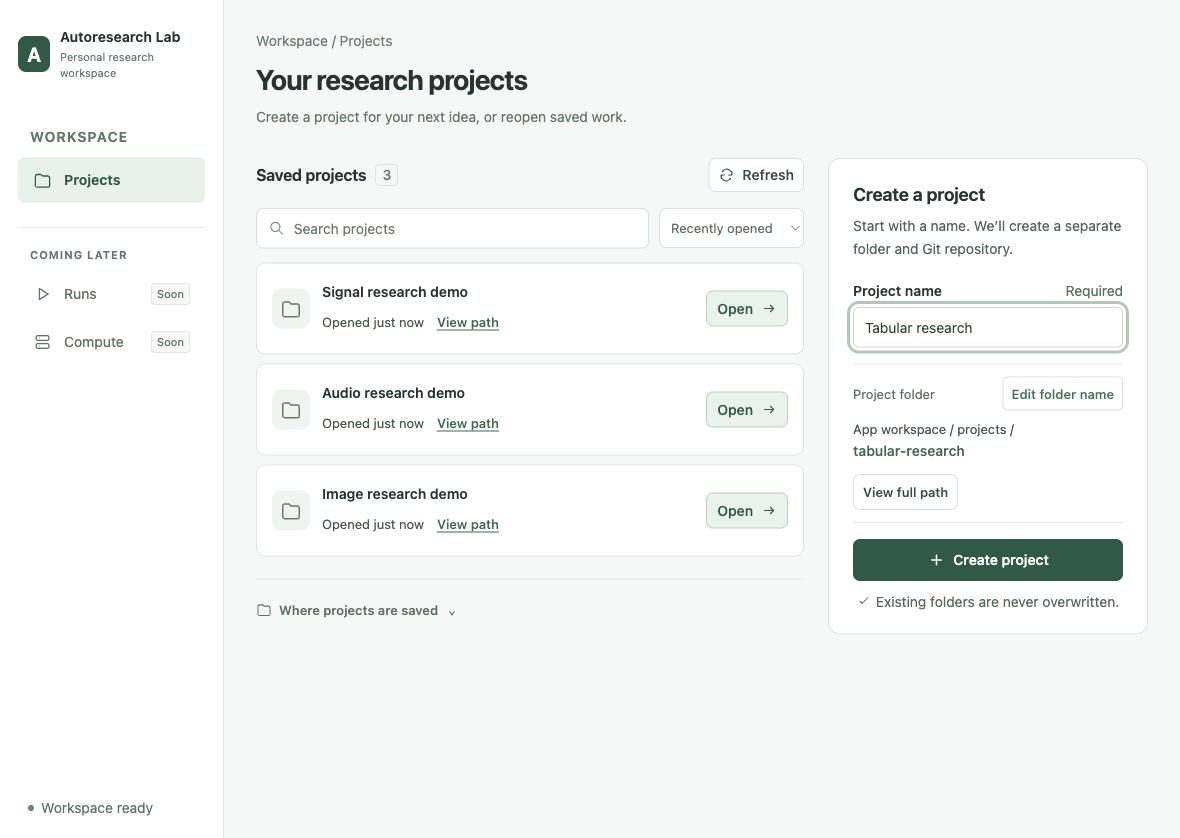 A
Autoresearch Lab
Personal research
workspace
WORKSPACE
Projects
COMING LATER
Runs Soon
Compute Soon
Workspace ready
Workspace / Projects
Your research projects
Create a project for your next idea, or reopen saved work.
Saved projects 3 Refresh
Search projects Recently opened
Signal research demo
Opened just now View path
Open
Audio research demo
Opened just now View path
Open
Image research demo
Opened just now View path
Open
Where projects are saved
Create a project
Start with a name. We’ll create a separate
folder and Git repository.
Project name Required
Tabular research
Project folder Edit folder name
App workspace / projects /
tabular-research
View full path
Create project
Existing folders are never overwritten.